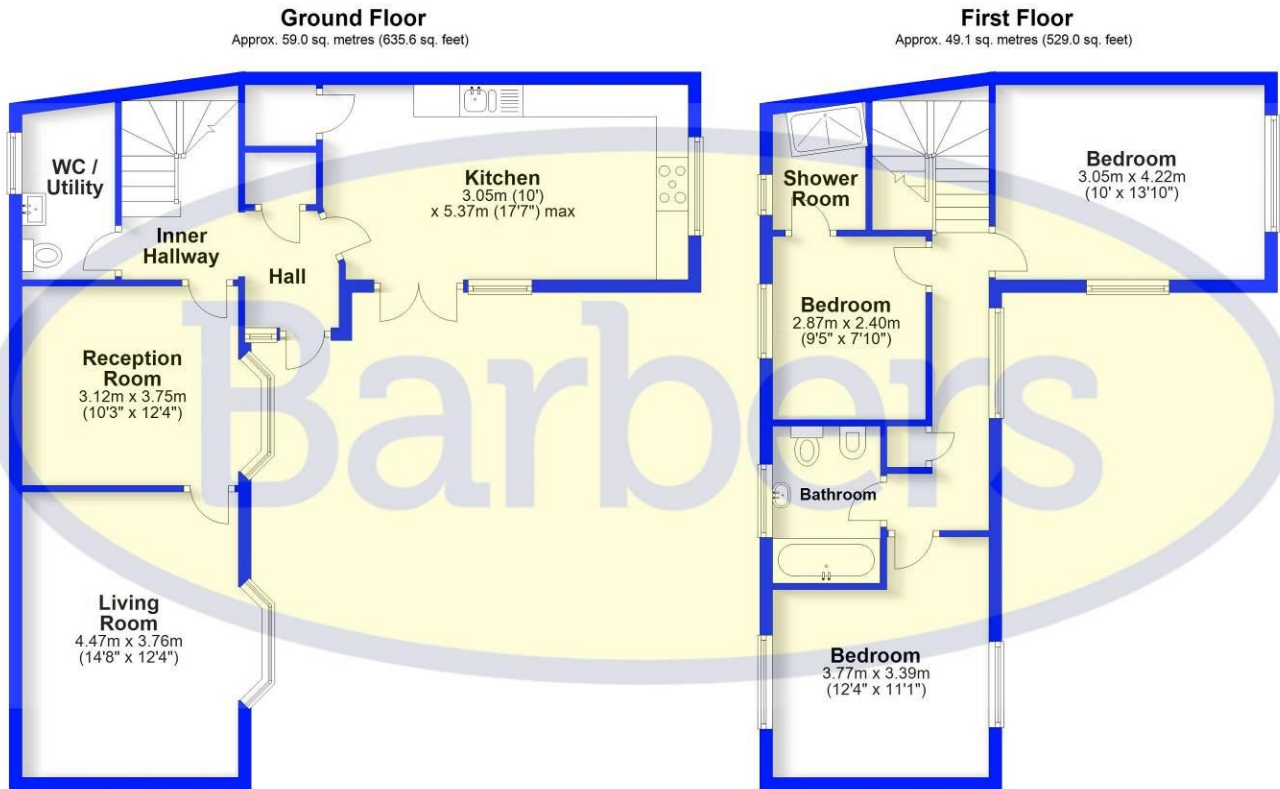 Ground Floor
Approx. 59.0 sq. metres (635.6 sq. feet)
WC /
Utility
Inner
Hallway
Hall
Kitchen
3.05m (10')
x 5.37m (17'7") max
Reception
Room
3.12m x 3.75m
(10'3" x 12'4")
Living
Room
4.47m x 3.76m
(14'8" x 12'4")
First Floor
Approx. 49.1 sq. metres (529.0 sq. feet)
Shower
Room
Bedroom
3.05m x 4.22m
(10' x 13'10")
Bedroom
2.87m x 2.40m
(9'5" x 7'10")
Bathroom
Bedroom
3.77m x 3.39m
(12'4" x 11'1")
Barbers